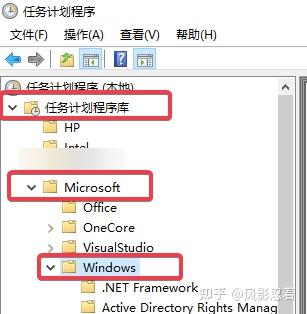 任务计划程序
文件(F) 操作(A) 查看(V) 帮助(H)
任务计划程序 (本地)
任务计划程序库
HP
Intel
Microsoft
Office
OneCore
VisualStudio
Windows
.NET Framework
Active Directory Rights Mana
知乎 @风影忍着